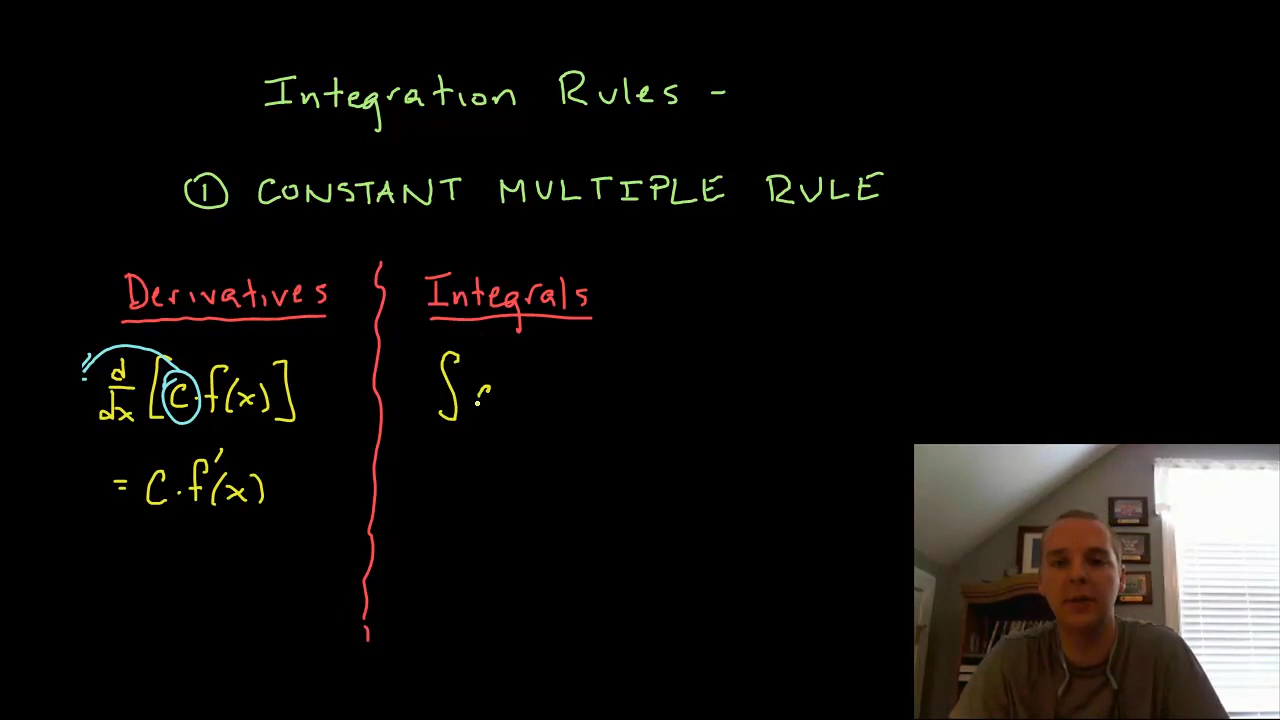 Integration Rules -
① CONSTANT MULTIPLE RULE
Derivatives
d/dx [C·f(x)]
= C·f'(x)
Integrals
∫